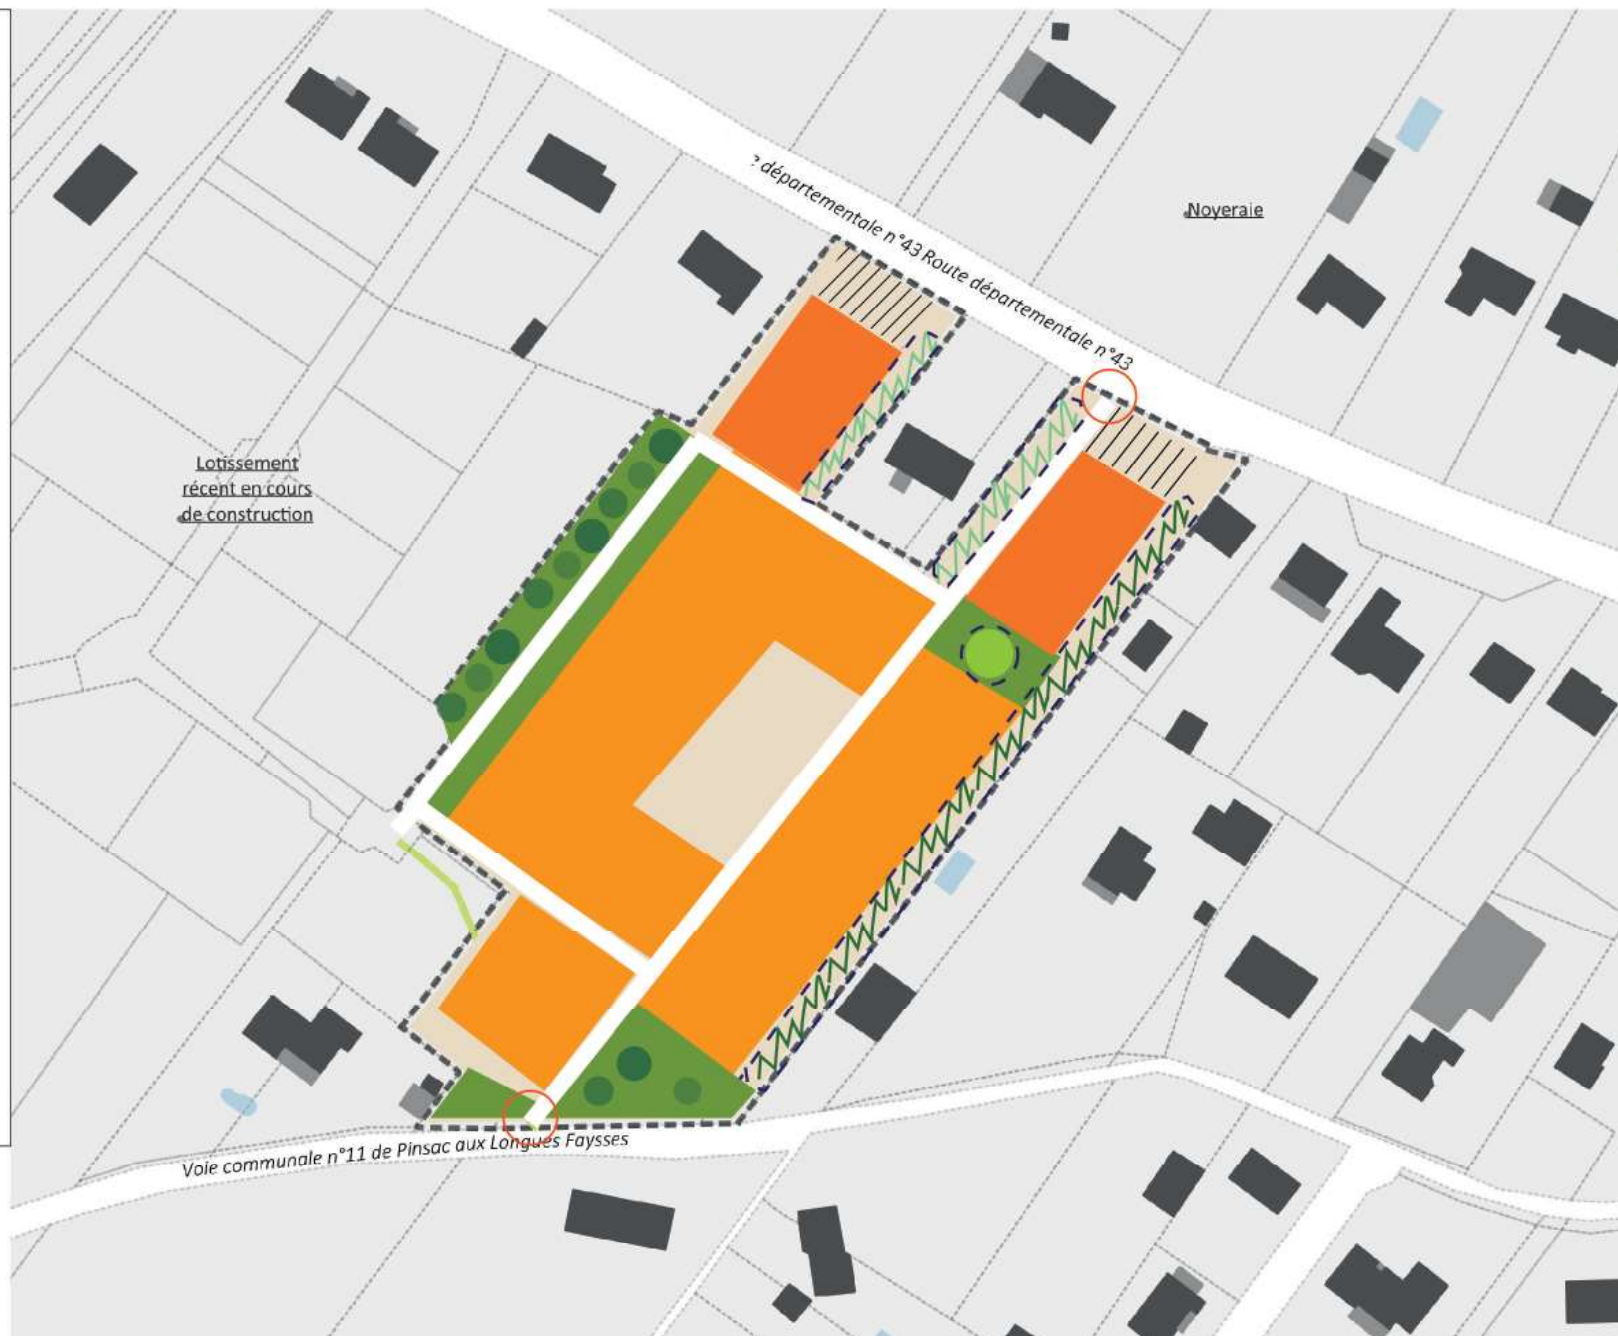 départementale n°43 Route départementale n°43
Noyeraie
Lotissement
récent en cours
de construction
Voie communale n°11 de Pinsac aux Longues Faysses